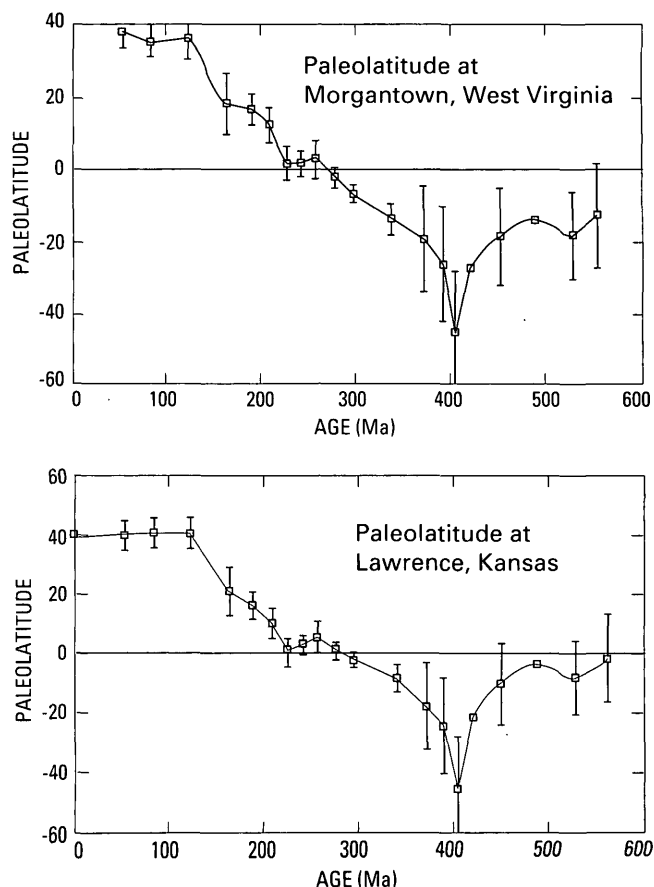 40
20
0
-20
-40
-60
PALEOLATITUDE
Paleolatitude at
Morgantown, West Virginia
0 100 200 300 400 500 600
AGE (Ma)
60
40
20
0
-20
-40
-60
PALEOLATITUDE
Paleolatitude at
Lawrence, Kansas
0 100 200 300 400 500 600
AGE (Ma)